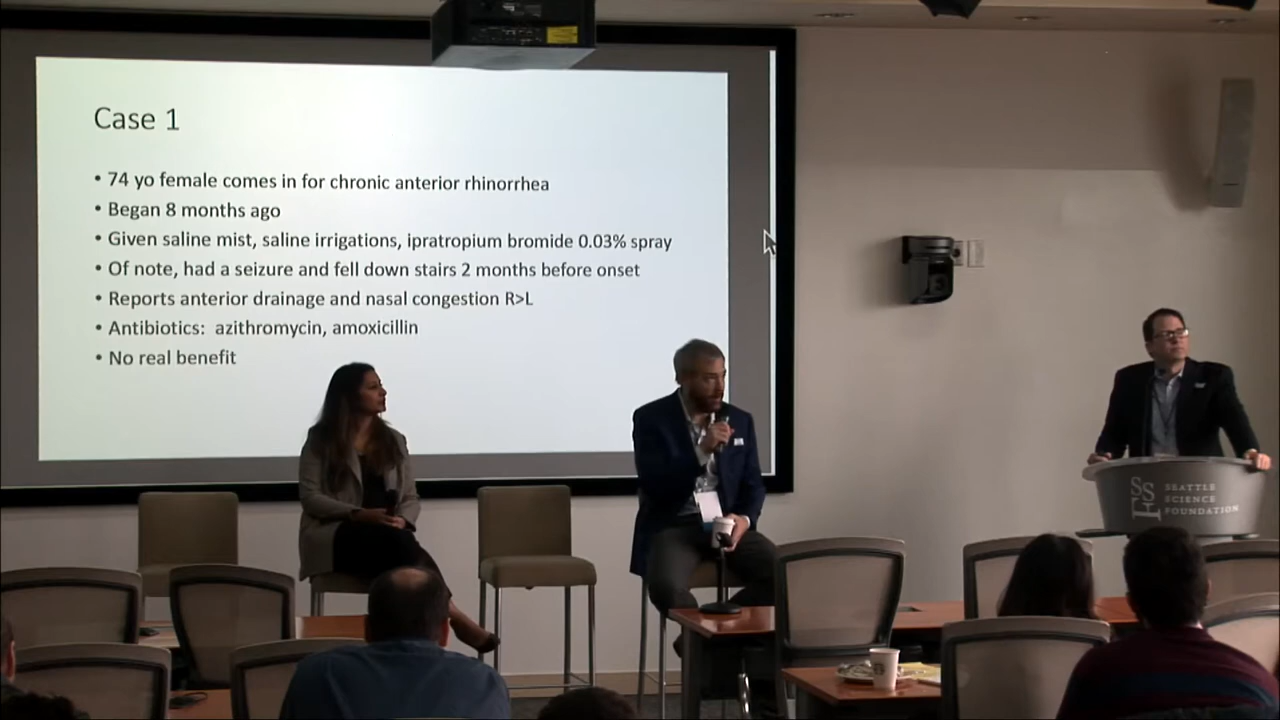 Case 1
• 74 yo female comes in for chronic anterior rhinorrhea
• Began 8 months ago
• Given saline mist, saline irrigations, ipratropium bromide 0.03% spray
• Of note, had a seizure and fell down stairs 2 months before onset
• Reports anterior drainage and nasal congestion R>L
• Antibiotics: azithromycin, amoxicillin
• No real benefit
SSF
SEATTLE
SCIENCE
FOUNDATION